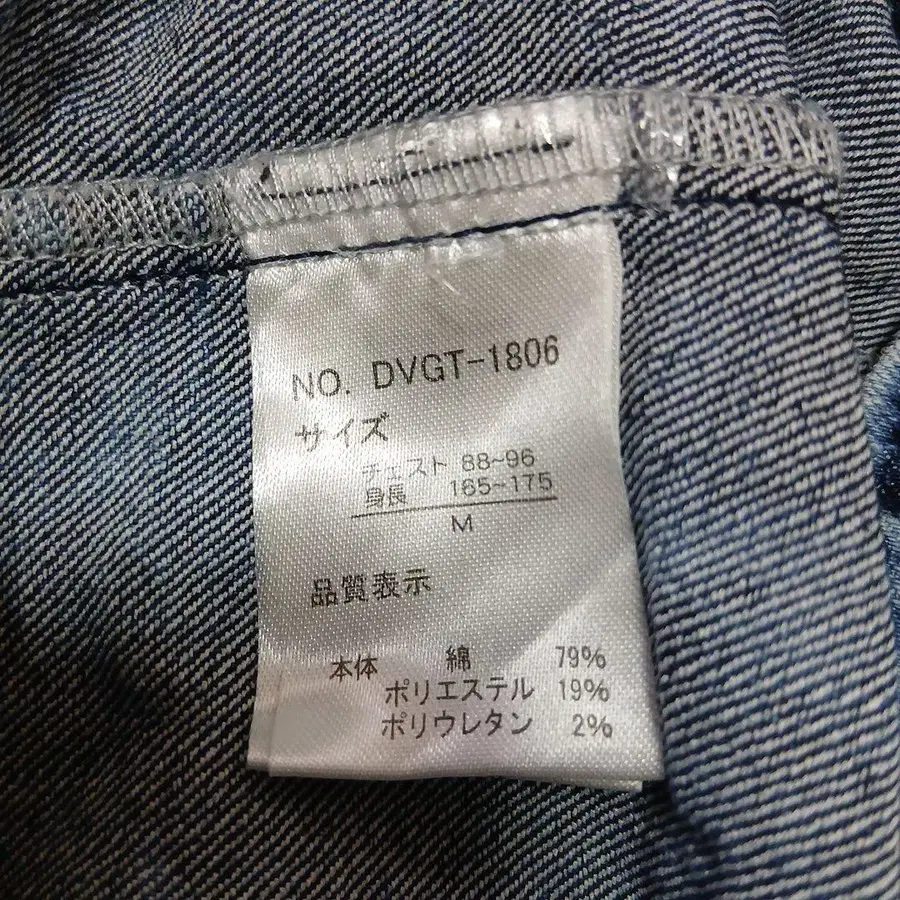 NO. DVGT-1806
サイズ
チェスト 88~96
身長 165~175
M
品質表示
本体 綿 79%
ポリエステル 19%
ポリウレタン 2%